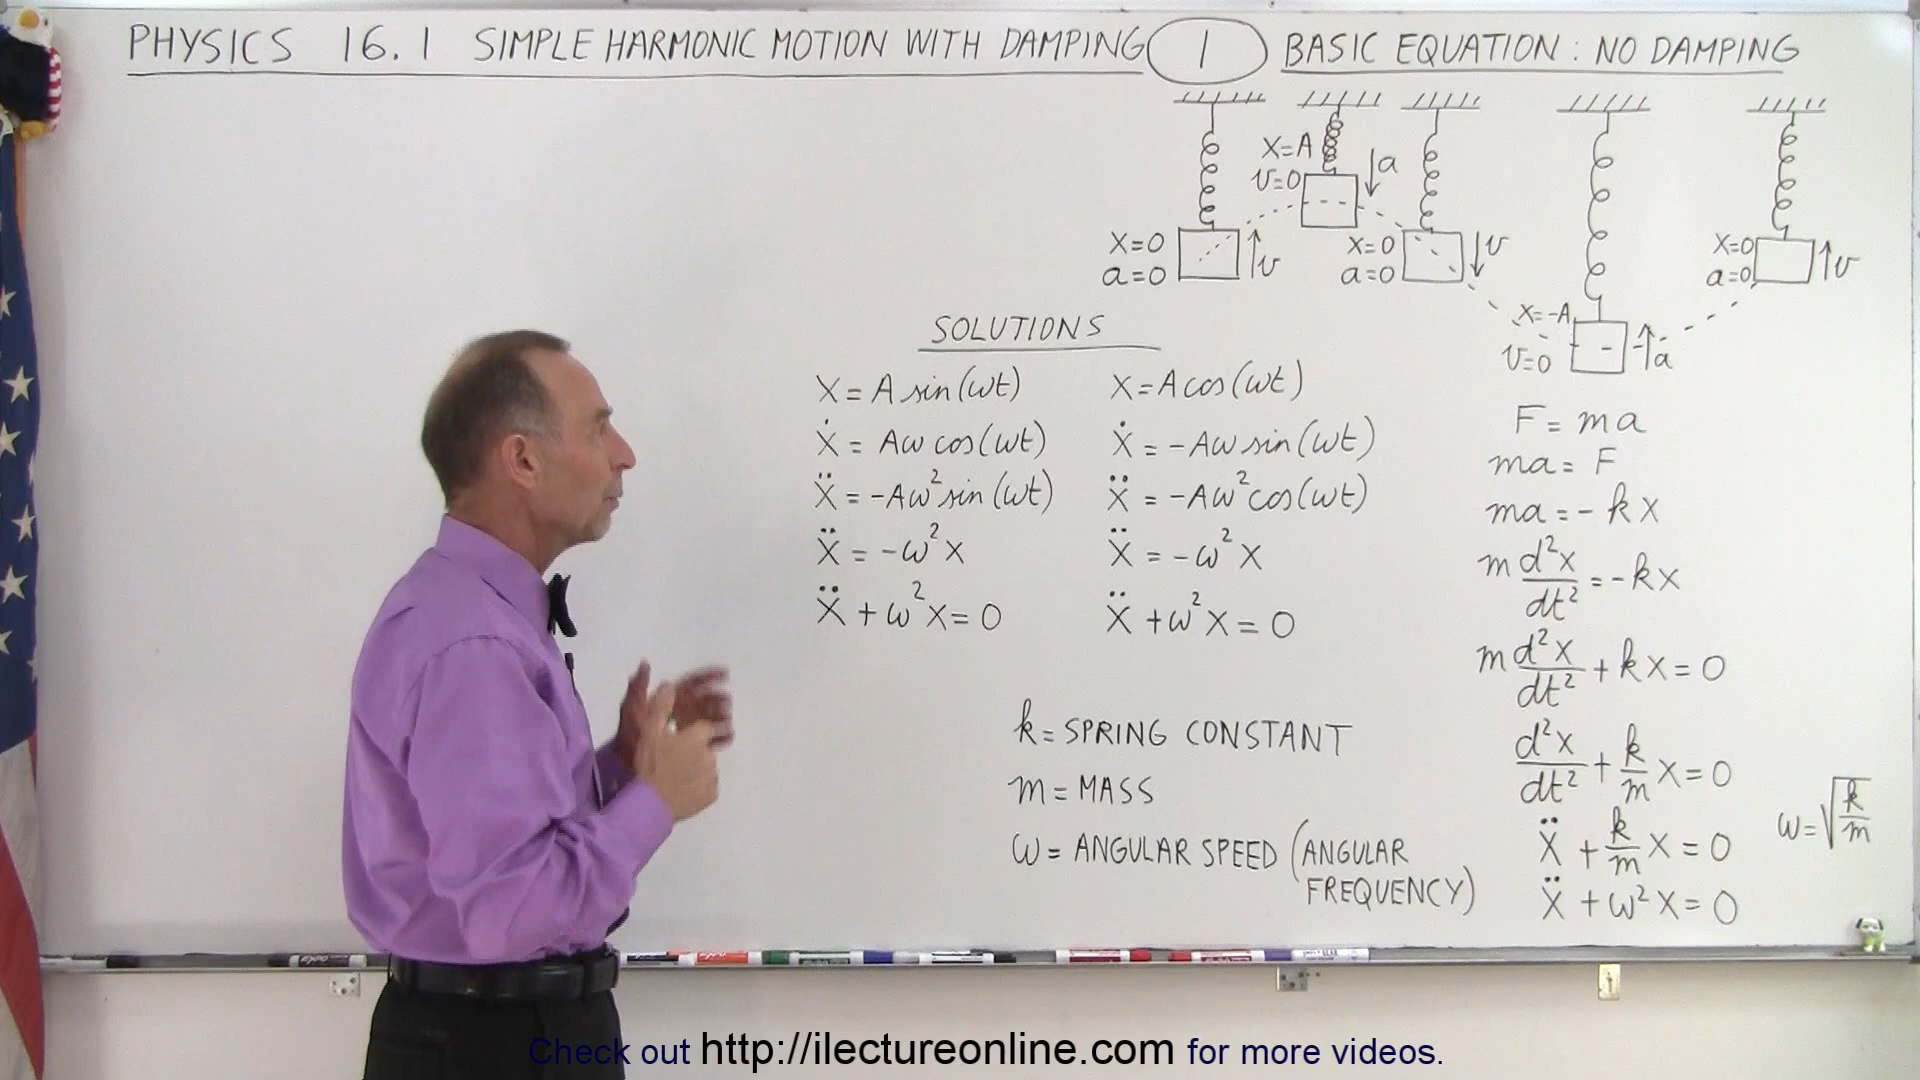 PHYSICS 16.1 SIMPLE HARMONIC MOTION WITH DAMPING 1 BASIC EQUATION : NO DAMPING
X=0
a=0
v
X=A
v=0
a
X=0
a=0
v
X=-A
v=0
a
X=0
a=0
v
SOLUTIONS
X = A sin(ωt)
Ẋ = Aω cos(ωt)
Ẍ = -Aω² sin(ωt)
Ẍ = -ω² X
Ẍ + ω² X = 0
X = A cos(ωt)
Ẋ = -Aω sin(ωt)
Ẍ = -Aω² cos(ωt)
Ẍ = -ω² X
Ẍ + ω² X = 0
k = SPRING CONSTANT
m = MASS
ω = ANGULAR SPEED (ANGULAR
FREQUENCY)
F = ma
ma = F
ma = - k X
m d²x/dt² = - k x
m d²x/dt² + k x = 0
d²x/dt² + k/m x = 0
Ẍ + k/m X = 0
Ẍ + ω² X = 0
ω = √(k/m)
Check out http://ilectureonline.com for more videos.